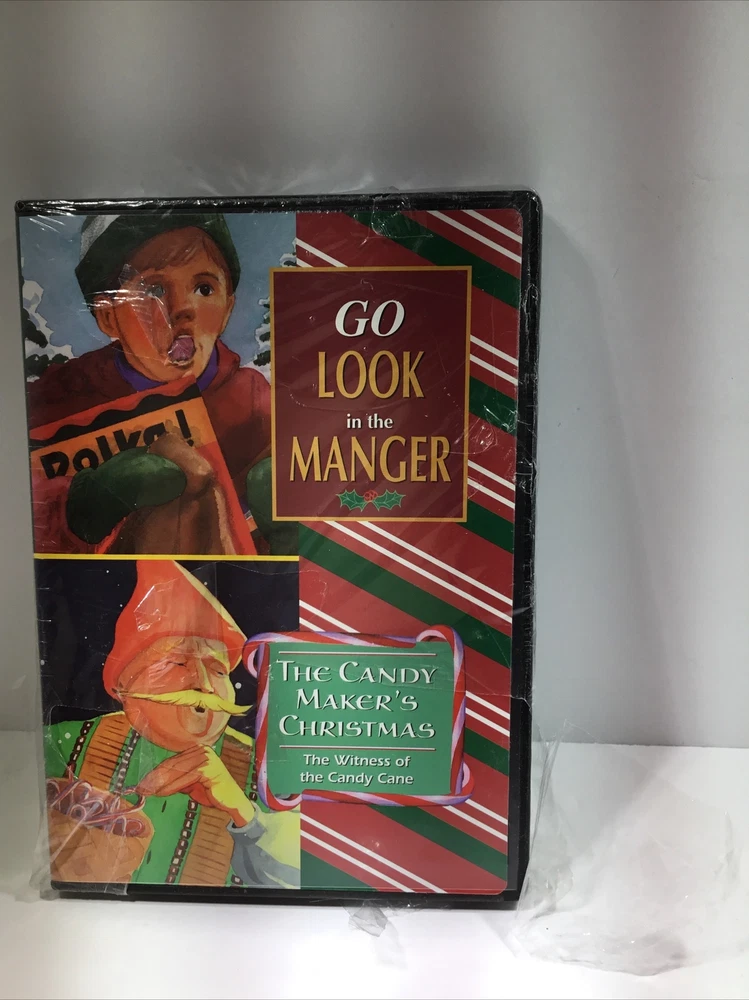 Polka!
GO
LOOK
in the
MANGER
THE CANDY
MAKER'S
CHRISTMAS
The Witness of
the Candy Cane